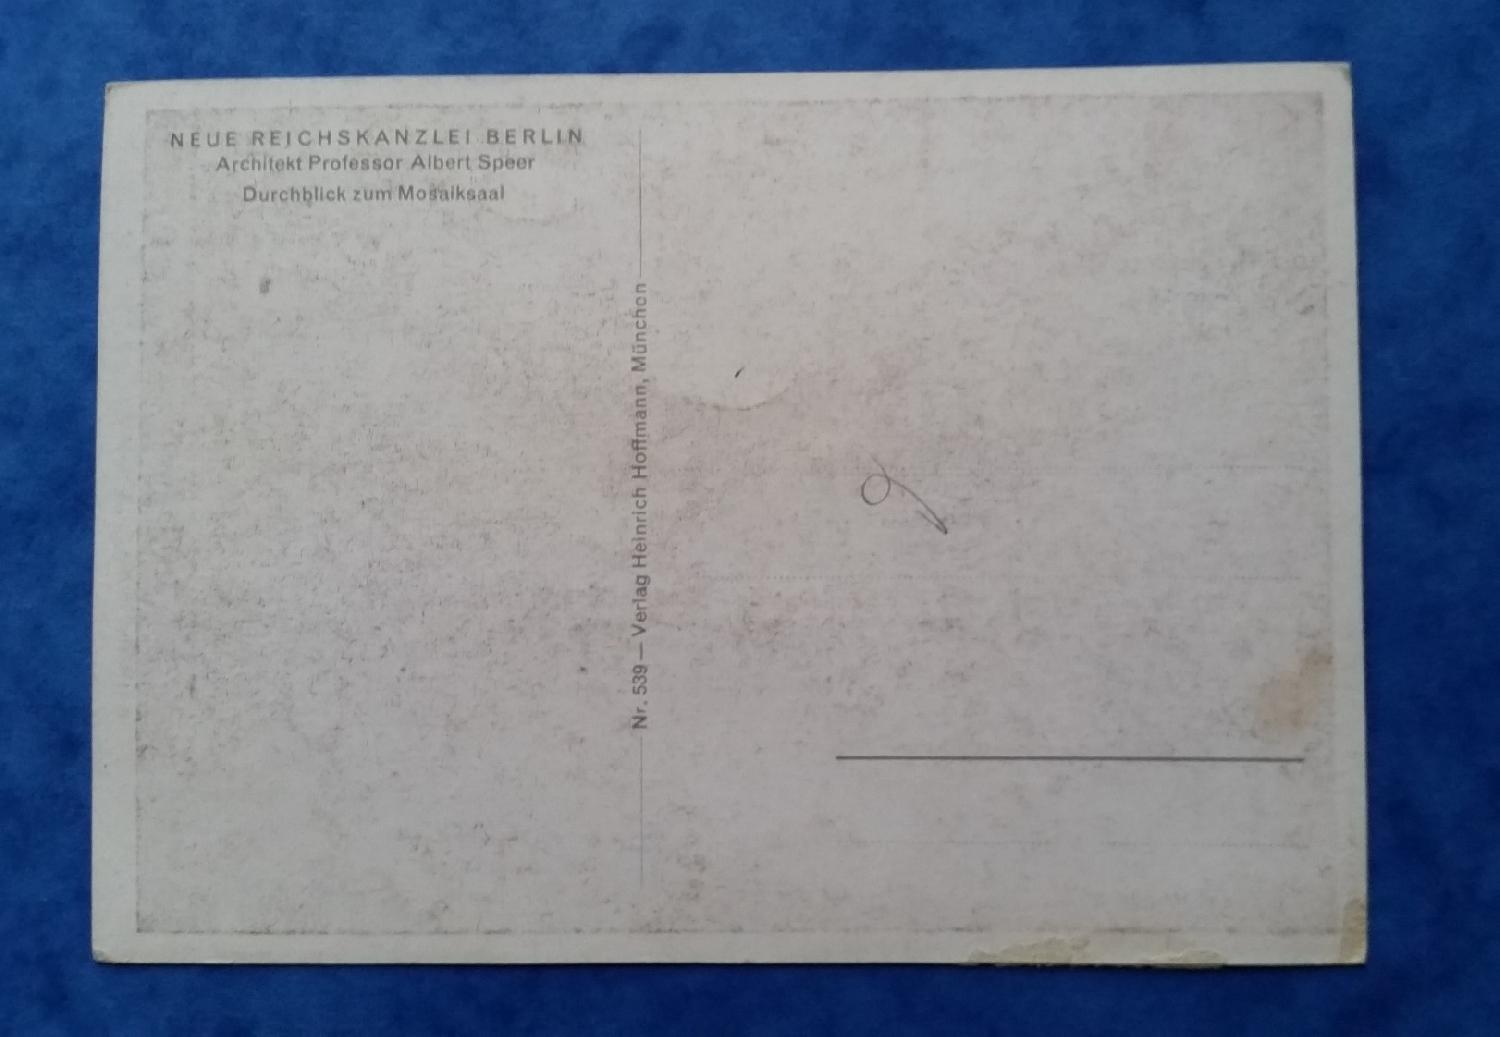 NEUE REICHSKANZLEI BERLIN
Architekt Professor Albert Speer
Durchblick zum Mosaiksaal
Nr. 539 — Verlag Heinrich Hoffmann, München